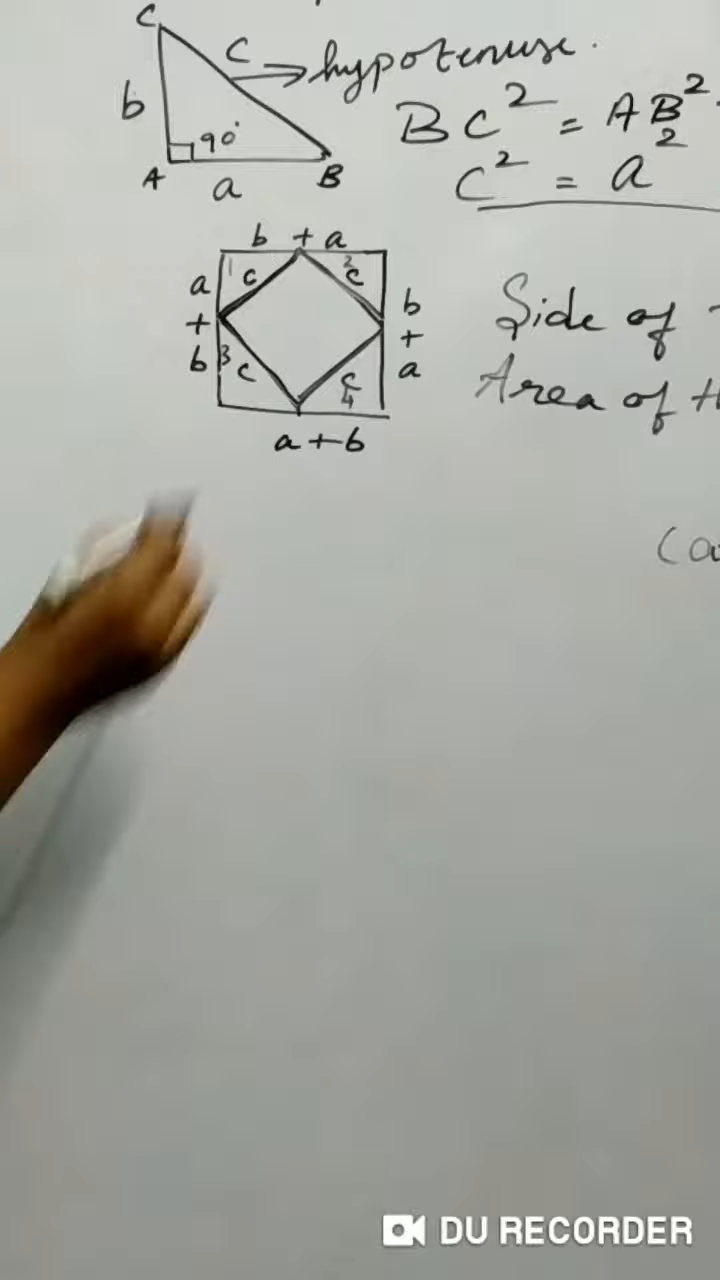 C
C → hypotenuse.
b
90°
A a B
BC² = AB²
C² = a²
b + a
a 1 c 2 c b
+ +
b 3 c c 4 a
a + b
Side of
Area of
(a
DU RECORDER